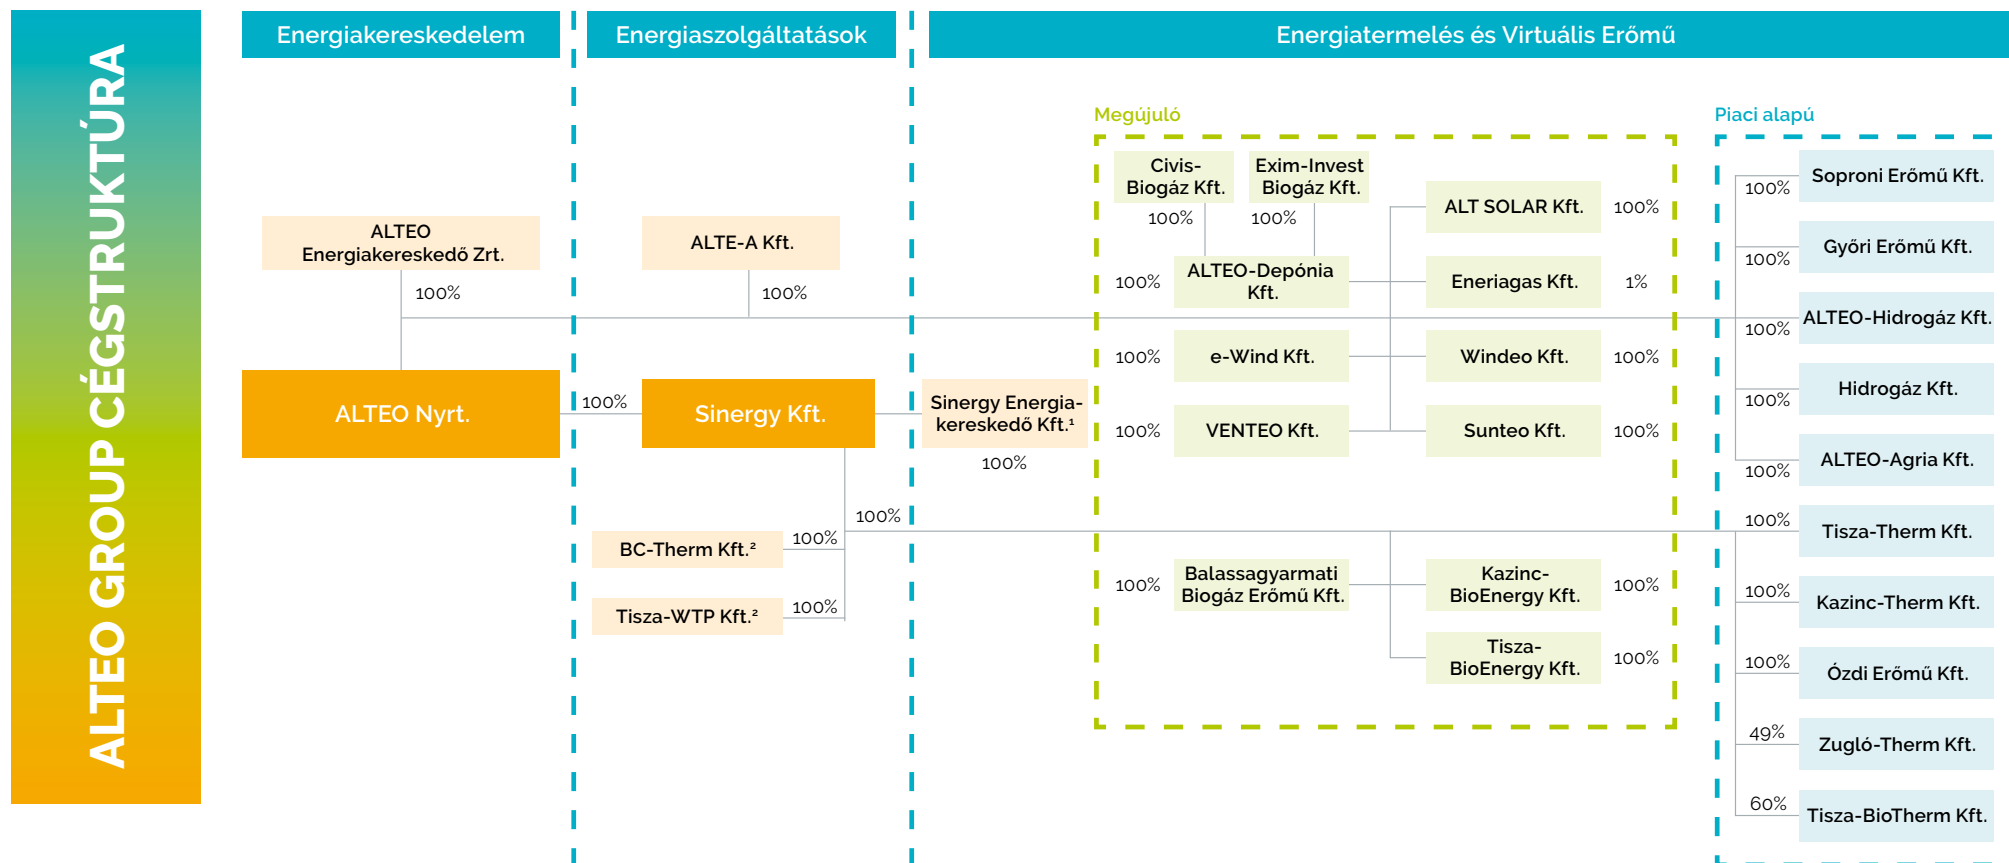 ALTEO GROUP CÉGSTRUKTÚRA
Energiakereskedelem
Energiaszolgáltatások
Energiatermelés és Virtuális Erőmű
ALTEO
Energiakereskedő Zrt.
100%
ALTEO Nyrt.
100%
ALTE-A Kft.
100%
Sinergy Kft.
100%
BC-Therm Kft.²
100%
Tisza-WTP Kft.²
100%
Sinergy Energia-
kereskedő Kft.¹
100%
Megújuló
Civis-
Biogáz Kft.
100%
Exim-Invest
Biogáz Kft.
100%
100%
ALTEO-Depónia
Kft.
ALT SOLAR Kft.
100%
Eneriagas Kft.
1%
100%
e-Wind Kft.
Windeo Kft.
100%
100%
VENTEO Kft.
Sunteo Kft.
100%
100%
Balassagyarmati
Biogáz Erőmű Kft.
Kazinc-
BioEnergy Kft.
100%
Tisza-
BioEnergy Kft.
100%
Piaci alapú
100%
Soproni Erőmű Kft.
100%
Győri Erőmű Kft.
100%
ALTEO-Hidrogáz Kft.
100%
Hidrogáz Kft.
100%
ALTEO-Agria Kft.
100%
Tisza-Therm Kft.
100%
Kazinc-Therm Kft.
100%
Ózdi Erőmű Kft.
49%
Zugló-Therm Kft.
60%
Tisza-BioTherm Kft.